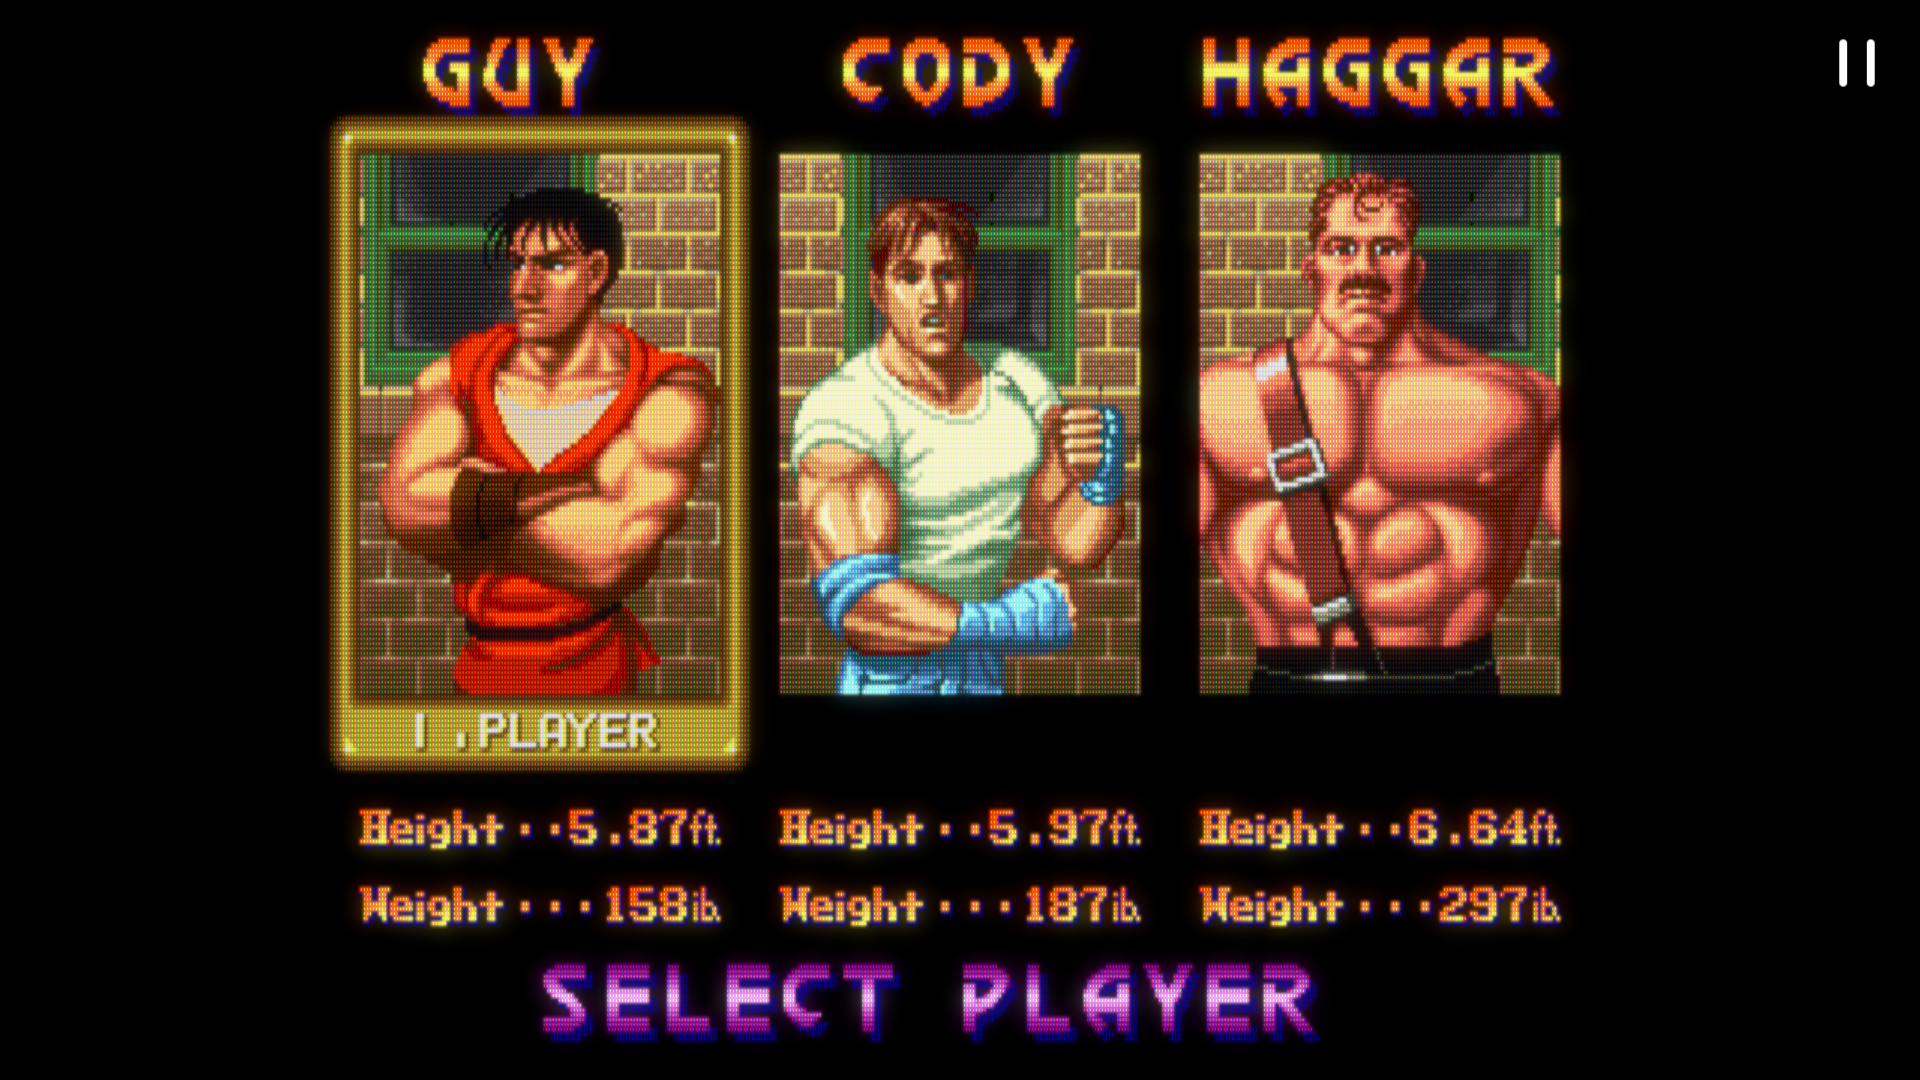 GUY CODY HAGGAR
1.PLAYER
Height··5.87ft. Height··5.97ft. Height··6.64ft.
Weight···158lb. Weight···187lb. Weight···297lb.
SELECT PLAYER